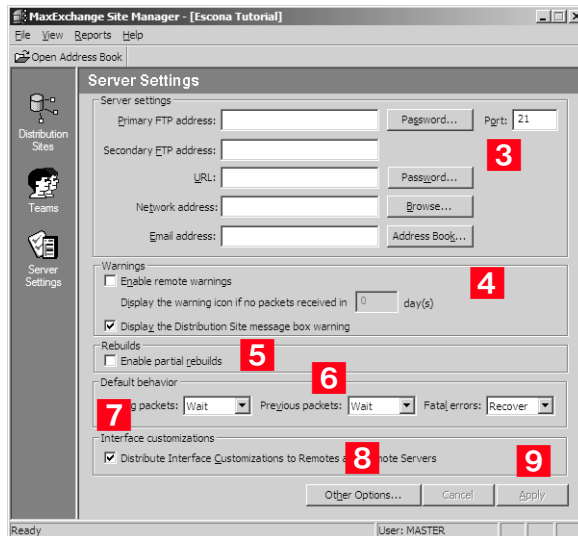 MaxExchange Site Manager - [Escona Tutorial]
File View Reports Help
Open Address Book
Server Settings
Distribution Sites
Teams
Server Settings
Server settings
Primary FTP address: Password... Port: 21
3
Secondary FTP address:
URL: Password...
Network address: Browse...
Email address: Address Book...
Warnings
4
Enable remote warnings
Display the warning icon if no packets received in 0 day(s)
Display the Distribution Site message box warning
Rebuilds
5
Enable partial rebuilds
Default behavior
6
7
packets: Wait Previous packets: Wait Fatal errors: Recover
Interface customizations
8
9
Distribute Interface Customizations to Remotes Servers
Other Options... Cancel Apply
Ready User: MASTER